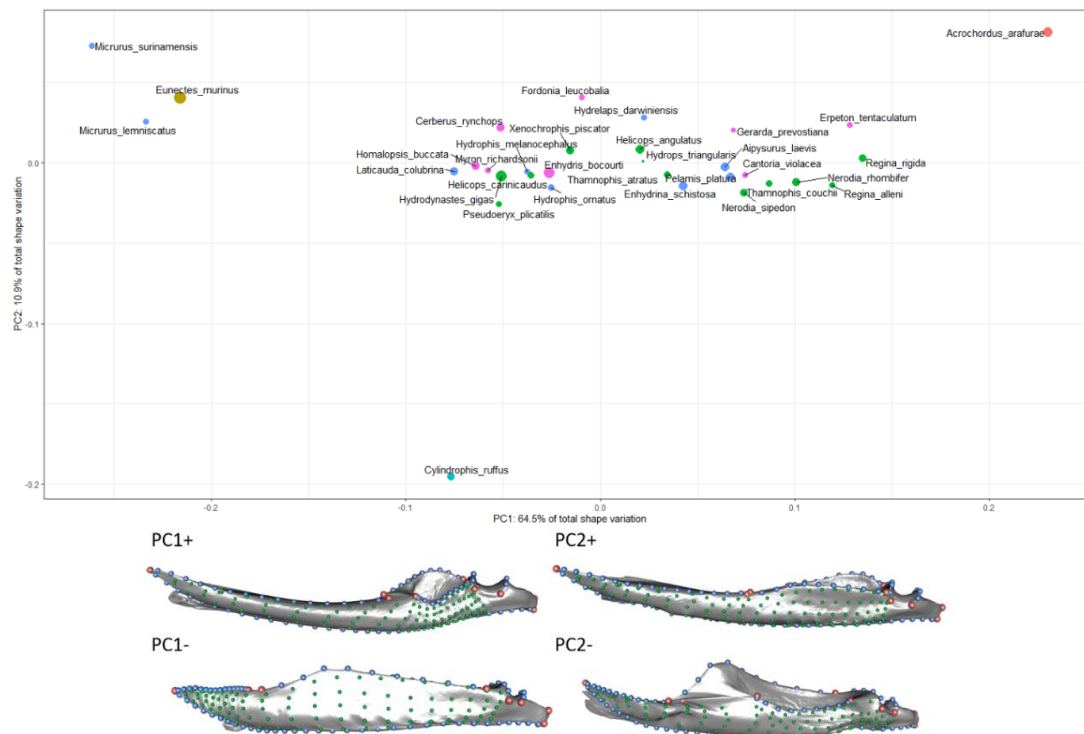 Micrurus_surinamensis
Acrochordus_arafurae
Eunectes_murinus
Fordonia_leucobalia
Micrurus_lemniscatus
Hydrelaps_darwiniensis
Cerberus_rynchops
Xenochrophis_piscator
Helicops_angulatus
Gerarda_prevostiana
Erpeton_tentaculatum
Hydrophis_melanocephalus
Hydrops_triangularis
Aipysurus_laevis
Homalopsis_buccata
Myron_richardsonii
Enhydris_bocourti
Cantoria_violacea
Regina_rigida
Laticauda_colubrina
Thamnophis_atratus
Pelamis_platura
Nerodia_rhombifer
Helicops_carinicaudus
Enhydrina_schistosa
Thamnophis_couchii
Regina_alleni
Hydrodynastes_gigas
Hydrophis_ornatus
Nerodia_sipedon
Pseudoeryx_plicatilis
Cylindrophis_ruffus
PC2: 10.9% of total shape variation
0.0
-0.1
-0.2
-0.2
-0.1
0.0
0.1
0.2
PC1: 64.5% of total shape variation
PC1+
PC2+
PC1-
PC2-